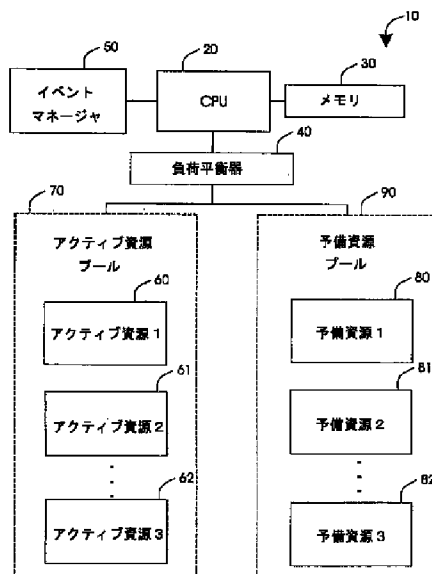 10
50
20
30
イベント
マネージャ
CPU
メモリ
40
負荷平衡器
70
90
アクティブ資源
プール
予備資源
プール
60
80
アクティブ資源1
予備資源1
61
81
アクティブ資源2
予備資源2
62
82
アクティブ資源3
予備資源3